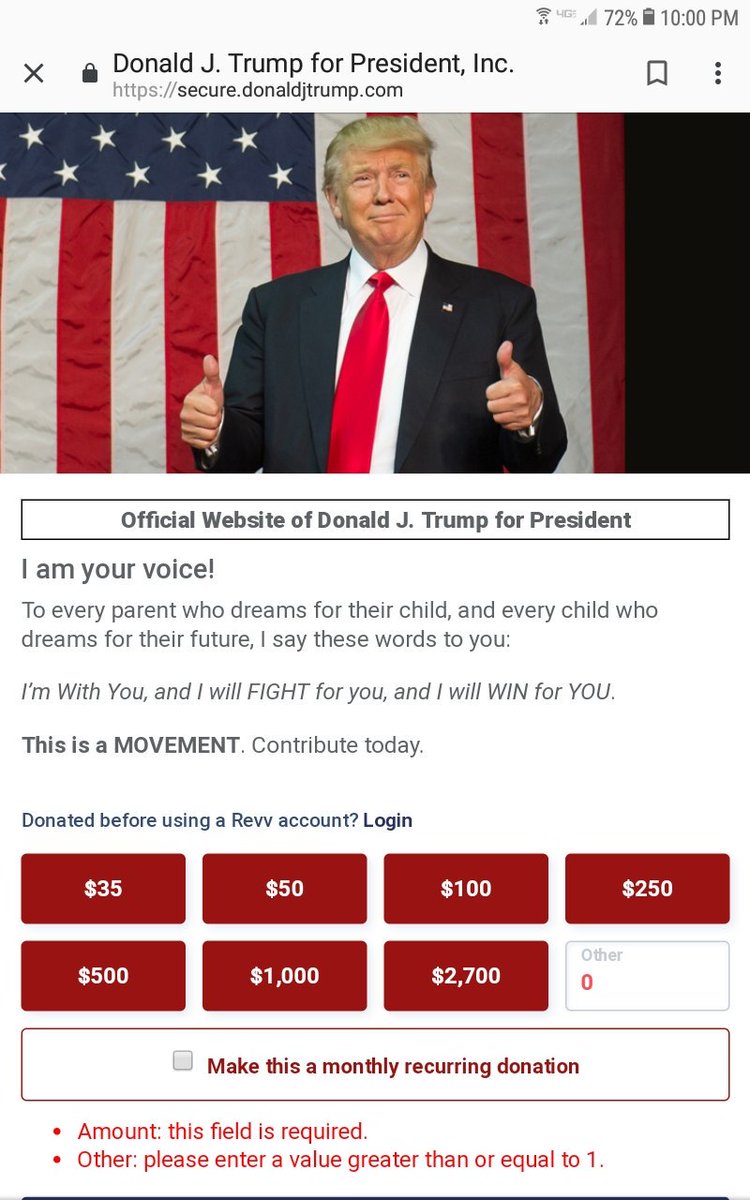 72% 10:00 PM
Donald J. Trump for President, Inc.
https://secure.donaldjtrump.com
Official Website of Donald J. Trump for President
I am your voice!
To every parent who dreams for their child, and every child who
dreams for their future, I say these words to you:
I'm With You, and I will FIGHT for you, and I will WIN for YOU.
This is a MOVEMENT. Contribute today.
Donated before using a Revv account? Login
$35 $50 $100 $250
$500 $1,000 $2,700 Other
0
Make this a monthly recurring donation
• Amount: this field is required.
• Other: please enter a value greater than or equal to 1.